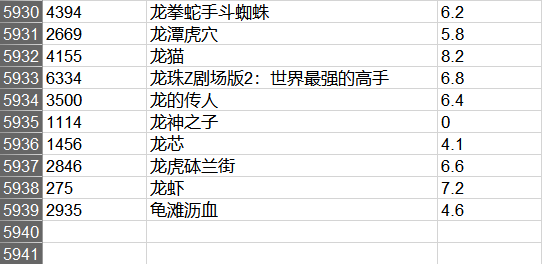 5930 4394 龙拳蛇手斗蜘蛛 6.2
5931 2669 龙潭虎穴 5.8
5932 4155 龙猫 8.2
5933 6334 龙珠Z剧场版2：世界最强的高手 6.8
5934 3500 龙的传人 6.4
5935 1114 龙神之子 0
5936 1456 龙芯 4.1
5937 2846 龙虎砵兰街 6.6
5938 275 龙虾 7.2
5939 2935 龟滩沥血 4.6
5940
5941